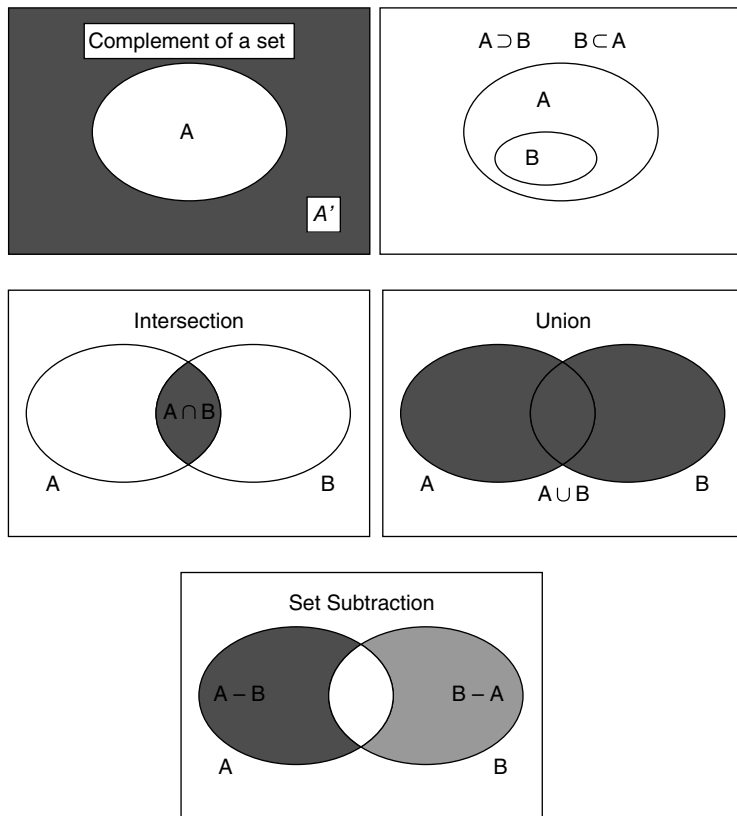 Complement of a set
A
A'
A ⊃ B B ⊂ A
A
B
Intersection
A ∩ B
A B
Union
A B
A ∪ B
Set Subtraction
A – B B – A
A B